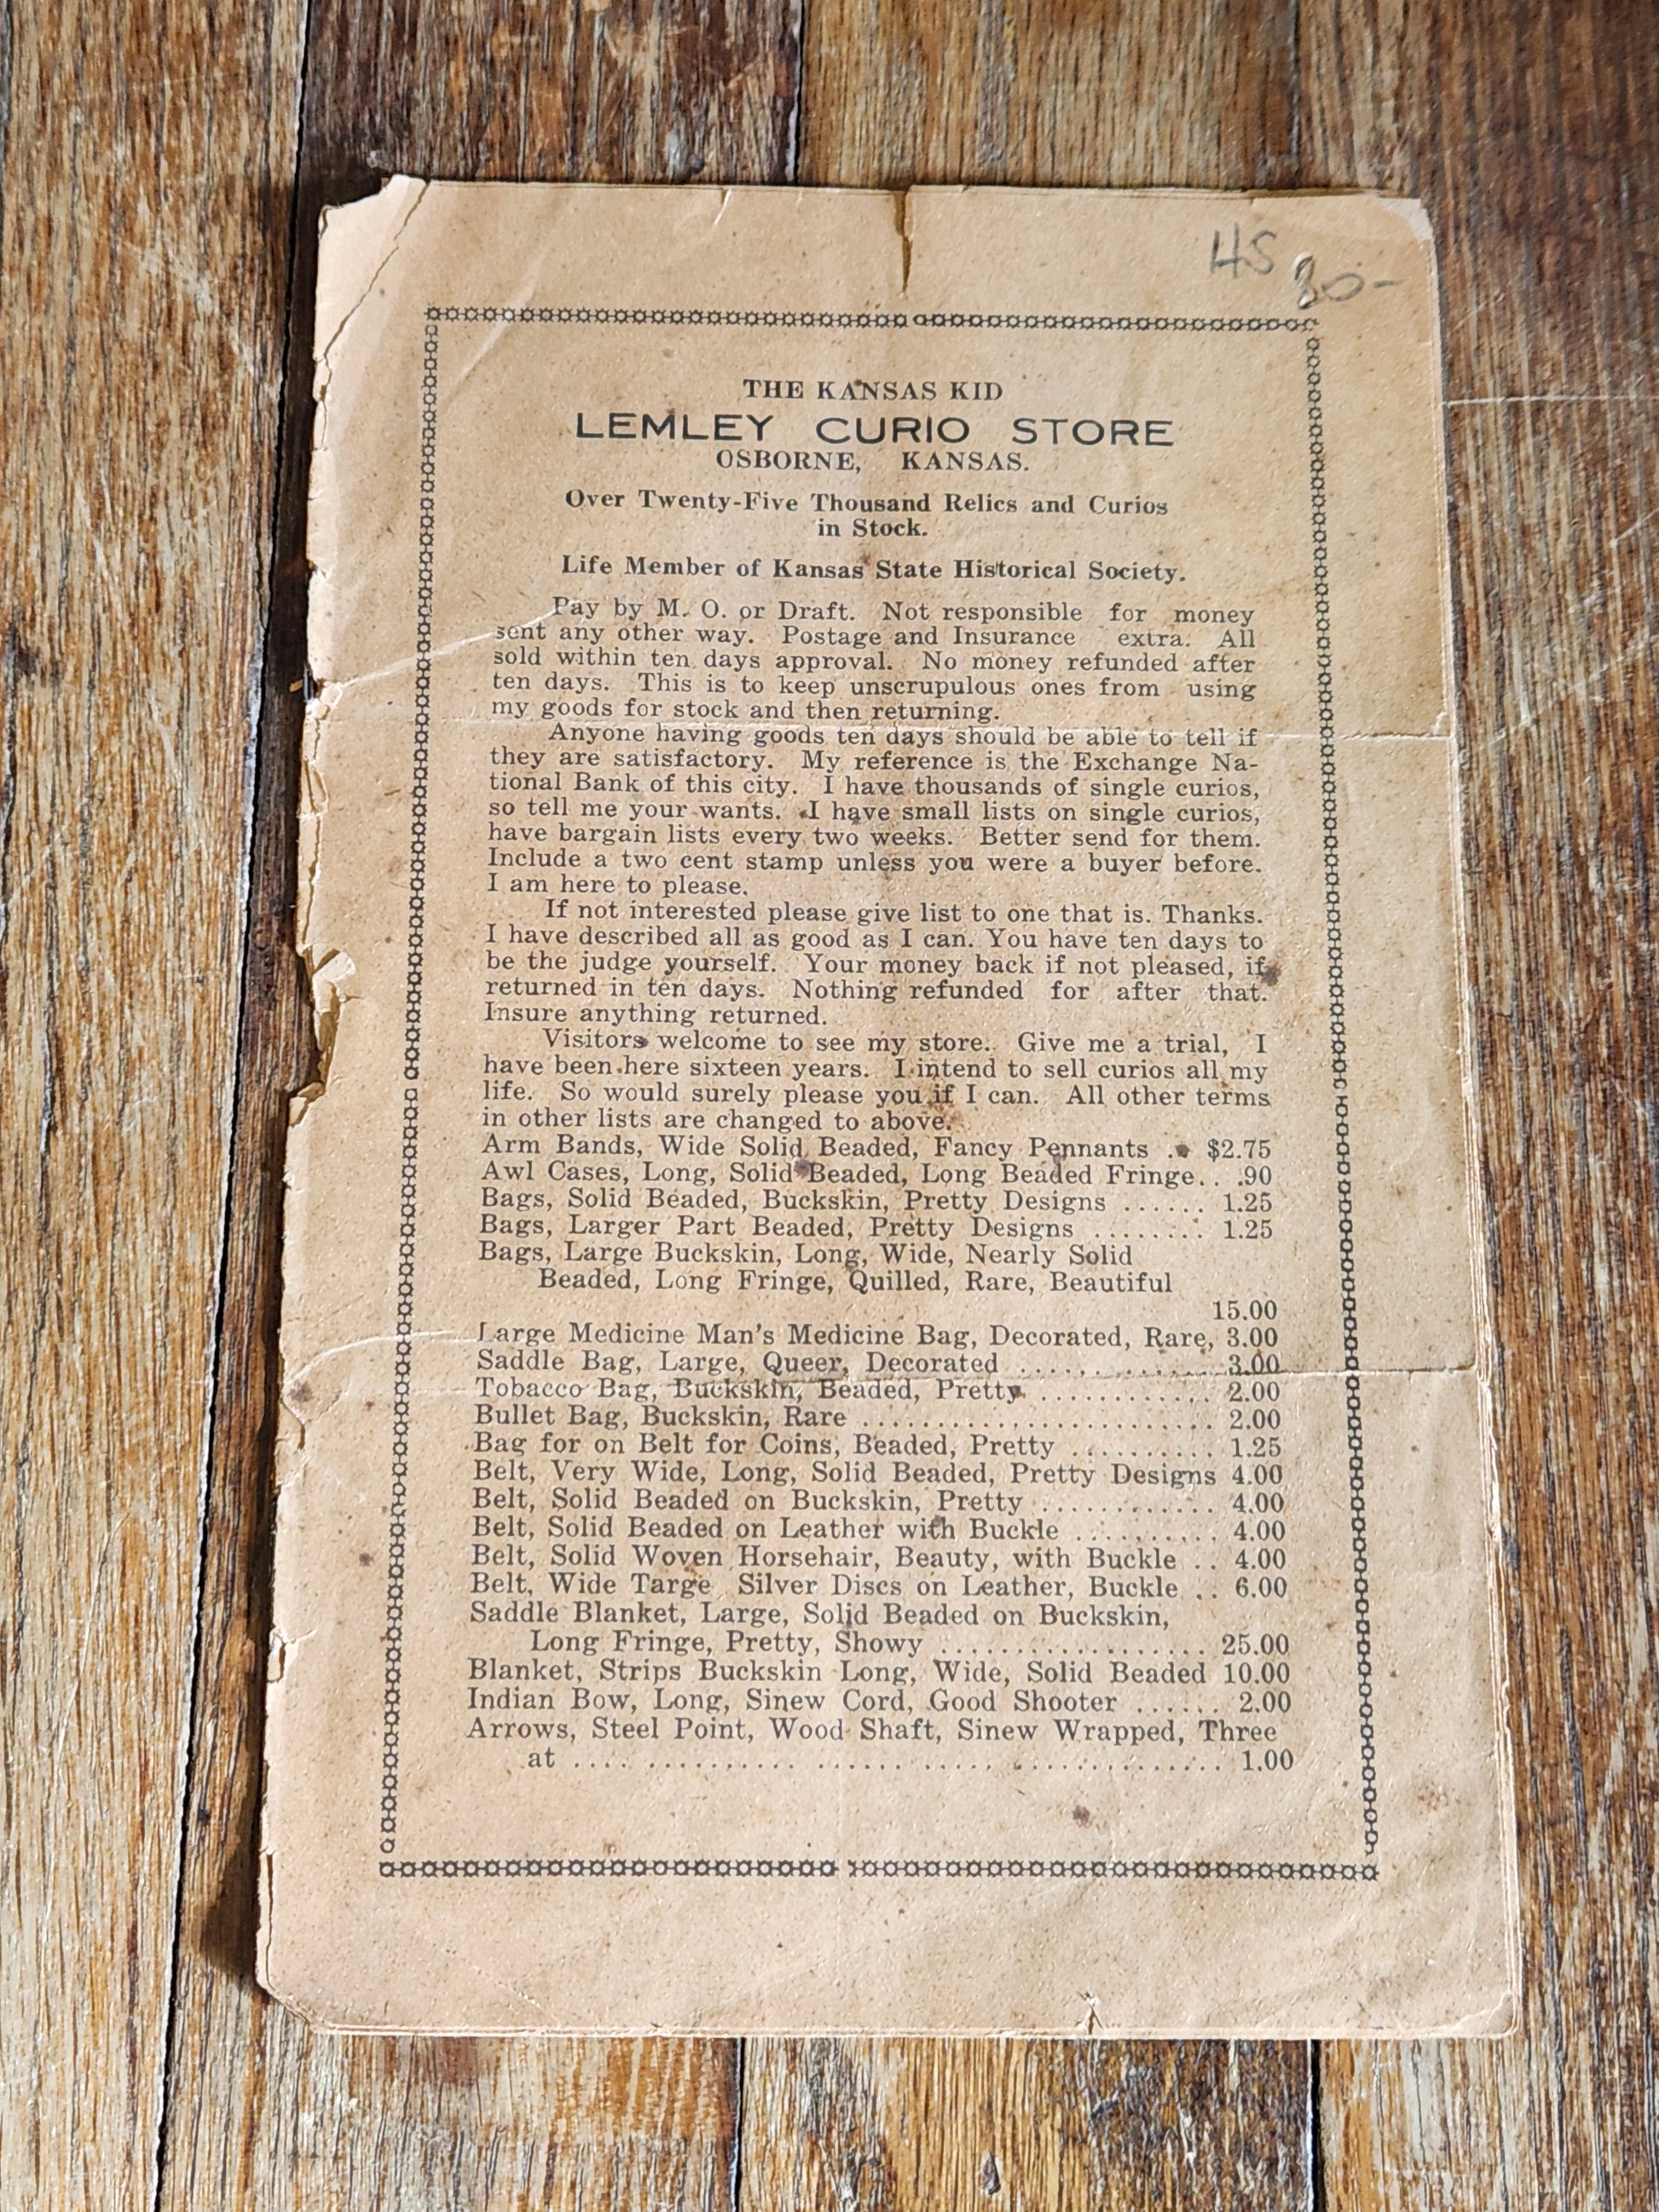 HS 30-
THE KANSAS KID
LEMLEY CURIO STORE
OSBORNE, KANSAS.
Over Twenty-Five Thousand Relics and Curios
in Stock.
Life Member of Kansas State Historical Society.
Pay by M. O. or Draft. Not responsible for money
sent any other way. Postage and Insurance extra. All
sold within ten days approval. No money refunded after
ten days. This is to keep unscrupulous ones from using
my goods for stock and then returning.
Anyone having goods ten days should be able to tell if
they are satisfactory. My reference is the Exchange Na-
tional Bank of this city. I have thousands of single curios,
so tell me your wants. I have small lists on single curios,
have bargain lists every two weeks. Better send for them.
Include a two cent stamp unless you were a buyer before.
I am here to please.
If not interested please give list to one that is. Thanks.
I have described all as good as I can. You have ten days to
be the judge yourself. Your money back if not pleased, if
returned in ten days. Nothing refunded for after that.
Insure anything returned.
Visitors welcome to see my store. Give me a trial, I
have been here sixteen years. I intend to sell curios all my
life. So would surely please you if I can. All other terms
in other lists are changed to above.
Arm Bands, Wide Solid Beaded, Fancy Pennants .. $2.75
Awl Cases, Long, Solid Beaded, Long Beaded Fringe.. .90
Bags, Solid Beaded, Buckskin, Pretty Designs ...... 1.25
Bags, Larger Part Beaded, Pretty Designs ........ 1.25
Bags, Large Buckskin, Long, Wide, Nearly Solid
Beaded, Long Fringe, Quilled, Rare, Beautiful
15.00
Large Medicine Man's Medicine Bag, Decorated, Rare, 3.00
Saddle Bag, Large, Queer, Decorated .............. 3.00
Tobacco Bag, Buckskin, Beaded, Pretty ............ 2.00
Bullet Bag, Buckskin, Rare ........................ 2.00
Bag for on Belt for Coins, Beaded, Pretty .......... 1.25
Belt, Very Wide, Long, Solid Beaded, Pretty Designs 4.00
Belt, Solid Beaded on Buckskin, Pretty ............ 4.00
Belt, Solid Beaded on Leather with Buckle .......... 4.00
Belt, Solid Woven Horsehair, Beauty, with Buckle .. 4.00
Belt, Wide Targe Silver Discs on Leather, Buckle .. 6.00
Saddle Blanket, Large, Solid Beaded on Buckskin,
Long Fringe, Pretty, Showy .................. 25.00
Blanket, Strips Buckskin Long, Wide, Solid Beaded 10.00
Indian Bow, Long, Sinew Cord, Good Shooter ...... 2.00
Arrows, Steel Point, Wood Shaft, Sinew Wrapped, Three
at .... ........... ...... ..... .............. 1.00